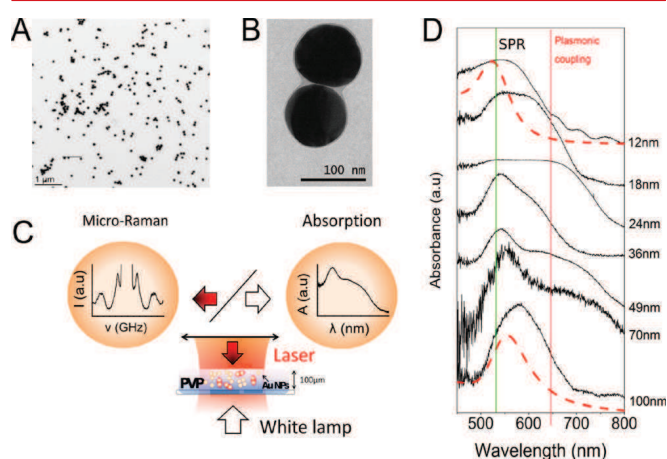 A
1 µm
B
100 nm
C
Micro-Raman
I (a.u)
ν (GHz)
Absorption
A (a.u)
λ (nm)
Laser
PVP
Au NPs
100µm
White lamp
D
SPR
Plasmonic
coupling
Absorbance (a.u)
12nm
18nm
24nm
36nm
49nm
70nm
100nm
500 600 700 800
Wavelength (nm)